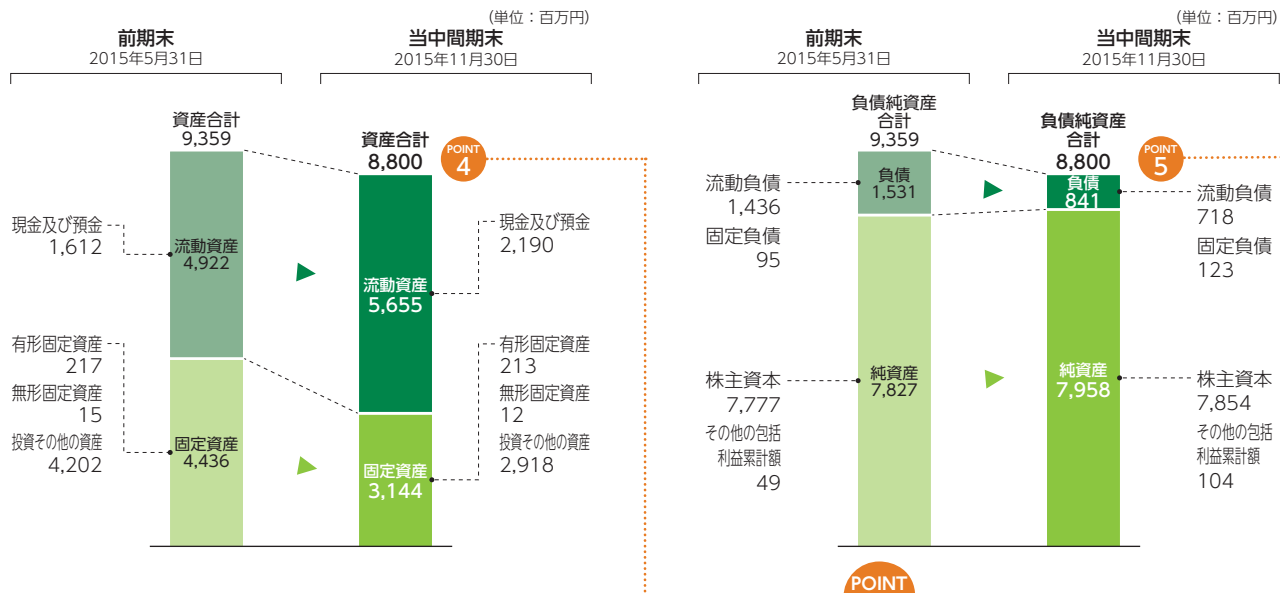 (単位：百万円)
前期末
2015年5月31日
当中間期末
2015年11月30日
資産合計
9,359
資産合計
8,800
POINT
4
現金及び預金
1,612
流動資産
4,922
有形固定資産
217
無形固定資産
15
投資その他の資産
4,202
固定資産
4,436
流動資産
5,655
現金及び預金
2,190
固定資産
3,144
有形固定資産
213
無形固定資産
12
投資その他の資産
2,918
(単位：百万円)
前期末
2015年5月31日
当中間期末
2015年11月30日
負債純資産
合計
9,359
負債純資産
合計
8,800
POINT
5
流動負債
1,436
固定負債
95
負債
1,531
株主資本
7,777
その他の包括
利益累計額
49
純資産
7,827
負債
841
流動負債
718
固定負債
123
純資産
7,958
株主資本
7,854
その他の包括
利益累計額
104
POINT